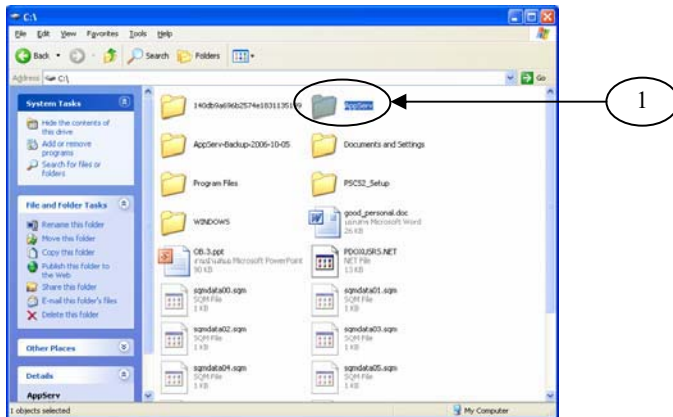 C:\
File Edit View Favorites Tools Help
Back Search Folders
Address C:\ Go
System Tasks
Hide the contents of
this drive
Add or remove
programs
Search for files or
folders
File and Folder Tasks
Rename this folder
Move this folder
Copy this folder
Publish this folder to
the Web
Share this folder
E-mail this folder's files
Delete this folder
Other Places
Details
AppServ
AppServ
AppServ-Backup-2006-10-05
Documents and Settings
Program Files
PSCS2_Setup
WINDOWS
good_personal.doc
Microsoft Word
26 KB
OB-3.ppt
Microsoft PowerPoint
90 KB
PDOXUSRS.NET
NET File
13 KB
sqmdata00.sqm
SQM File
1 KB
sqmdata01.sqm
SQM File
1 KB
sqmdata02.sqm
SQM File
1 KB
sqmdata03.sqm
SQM File
1 KB
sqmdata04.sqm
SQM File
1 KB
sqmdata05.sqm
SQM File
1 KB
1 objects selected
My Computer
1